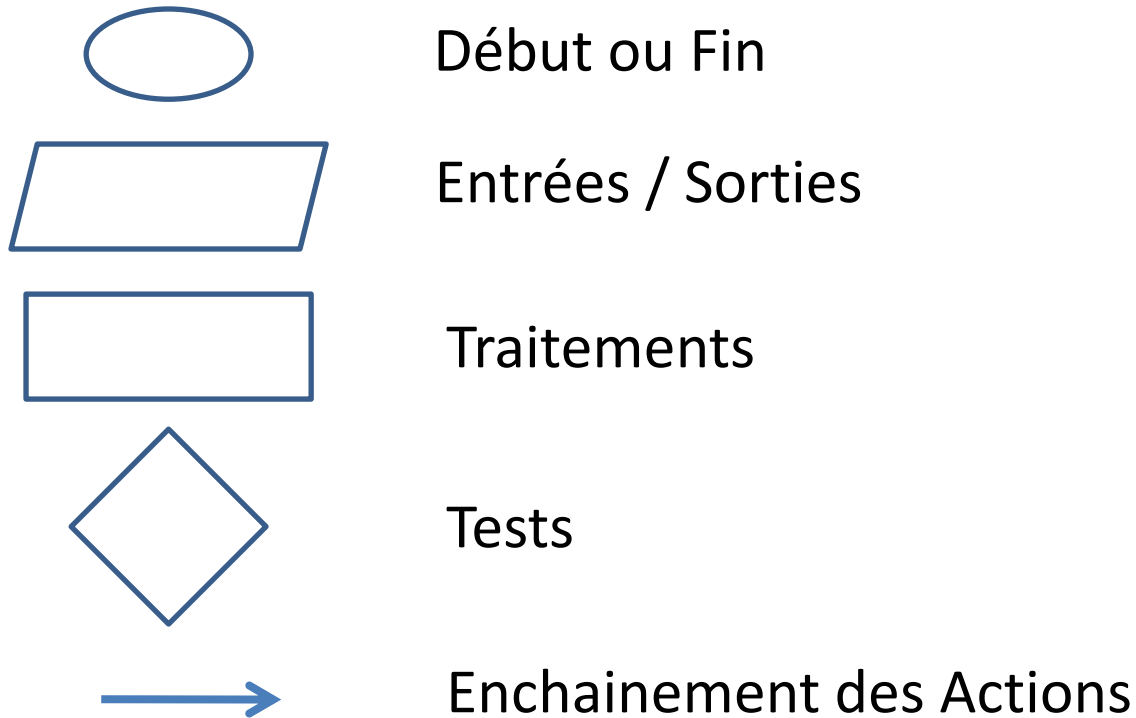 Début ou Fin
Entrées / Sorties
Traitements
Tests
Enchainement des Actions